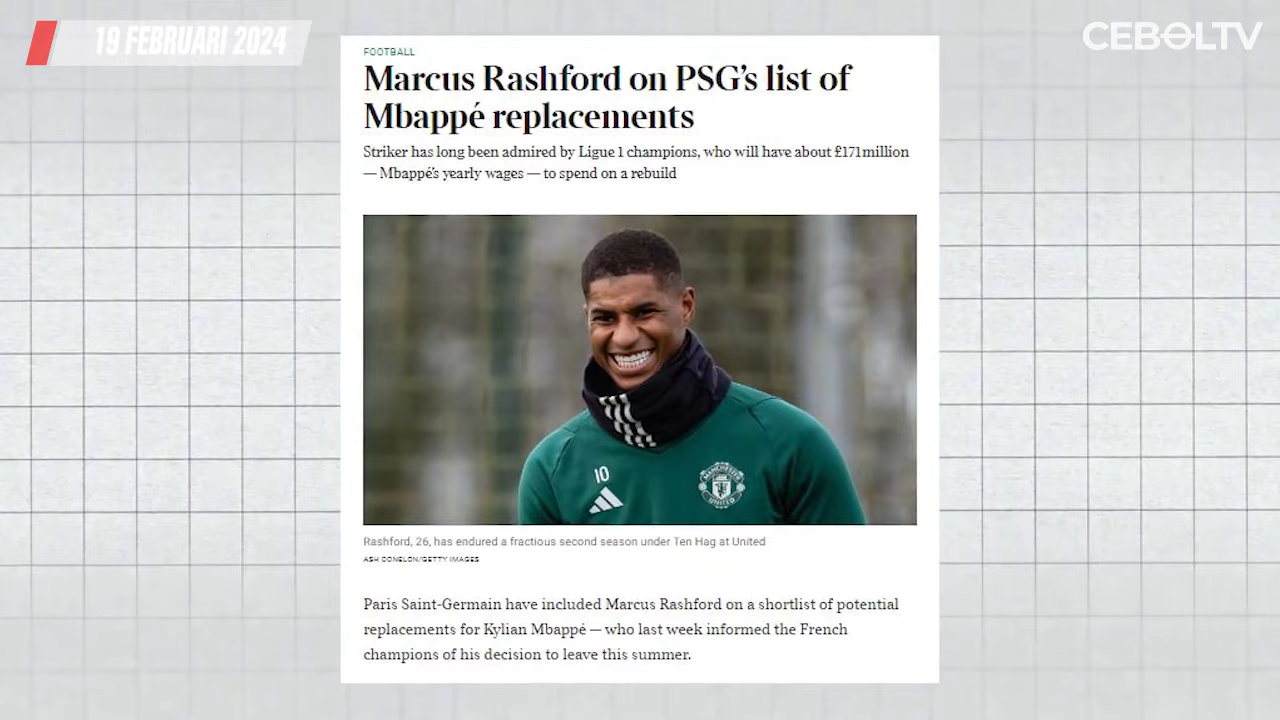 19 FEBRUARI 2024
CEBOLTV
FOOTBALL
Marcus Rashford on PSG's list of
Mbappé replacements
Striker has long been admired by Ligue 1 champions, who will have about £171million
— Mbappé's yearly wages — to spend on a rebuild
10
MANCHESTER
UNITED
Rashford, 26, has endured a fractious second season under Ten Hag at United
ASH DONELON/GETTY IMAGES
Paris Saint-Germain have included Marcus Rashford on a shortlist of potential
replacements for Kylian Mbappé — who last week informed the French
champions of his decision to leave this summer.